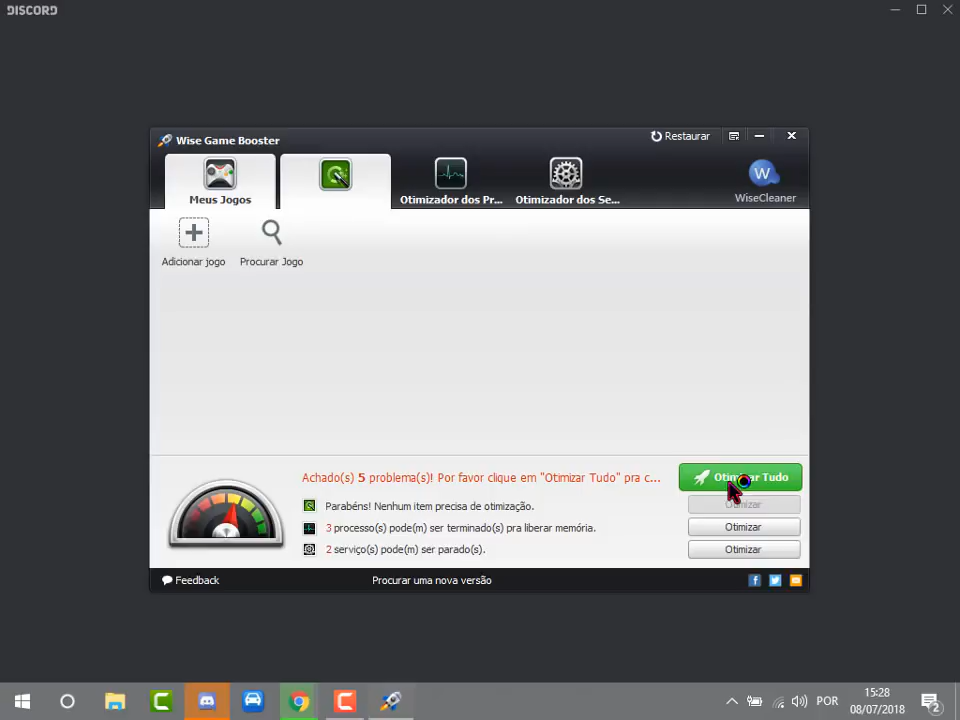 DISCORD
Wise Game Booster
Restaurar
Meus Jogos
Otimizador dos Pr...
Otimizador dos Se...
WiseCleaner
Adicionar jogo
Procurar Jogo
Achado(s) 5 problema(s)! Por favor clique em "Otimizar Tudo" pra c...
Otimizar Tudo
Parabéns! Nenhum item precisa de otimização.
Otimizar
3 processo(s) pode(m) ser terminado(s) pra liberar memória.
Otimizar
2 serviço(s) pode(m) ser parado(s).
Otimizar
Feedback
Procurar uma nova versão
POR
15:28
08/07/2018
2